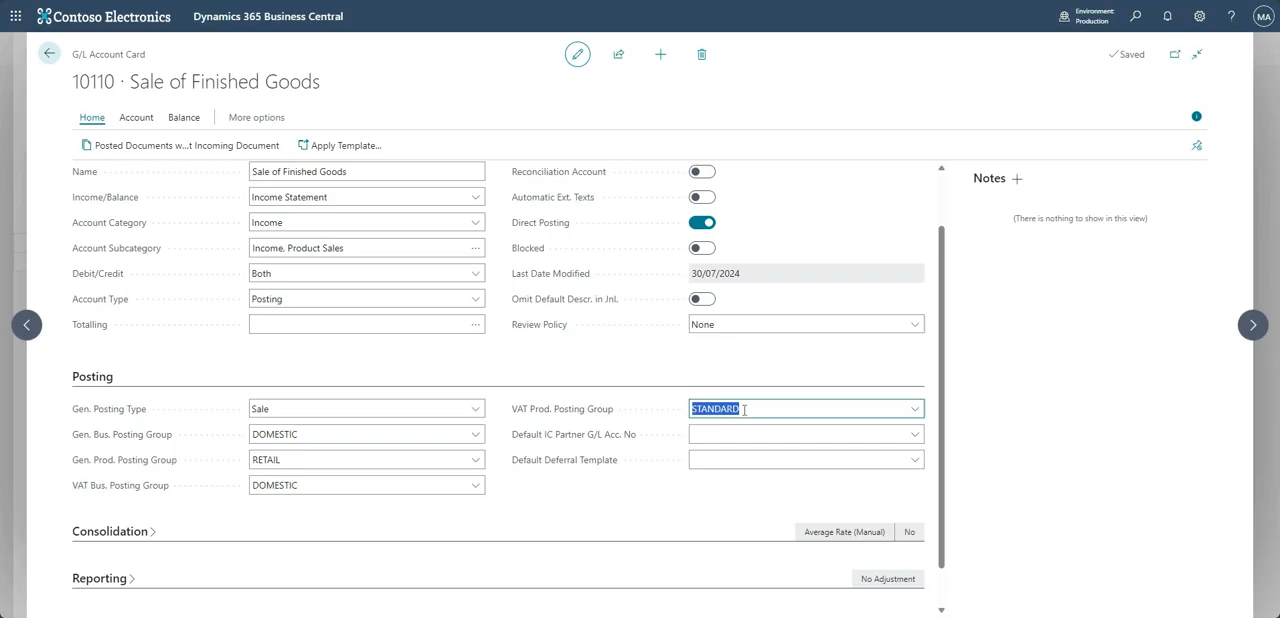 Contoso Electronics
Dynamics 365 Business Central
Environment:
Production
?
MA
G/L Account Card
Saved
10110 · Sale of Finished Goods
Home
Account
Balance
More options
Posted Documents w...t Incoming Document
Apply Template...
Name
Sale of Finished Goods
Reconciliation Account
Income/Balance
Income Statement
Automatic Ext. Texts
Account Category
Income
Direct Posting
Account Subcategory
Income, Product Sales
Blocked
Debit/Credit
Both
Last Date Modified
30/07/2024
Account Type
Posting
Omit Default Descr. in Jnl.
Totalling
Review Policy
None
Notes
(There is nothing to show in this view)
Posting
Gen. Posting Type
Sale
VAT Prod. Posting Group
STANDARD
Gen. Bus. Posting Group
DOMESTIC
Default IC Partner G/L Acc. No
Gen. Prod. Posting Group
RETAIL
Default Deferral Template
VAT Bus. Posting Group
DOMESTIC
Consolidation
Average Rate (Manual)
No
Reporting
No Adjustment